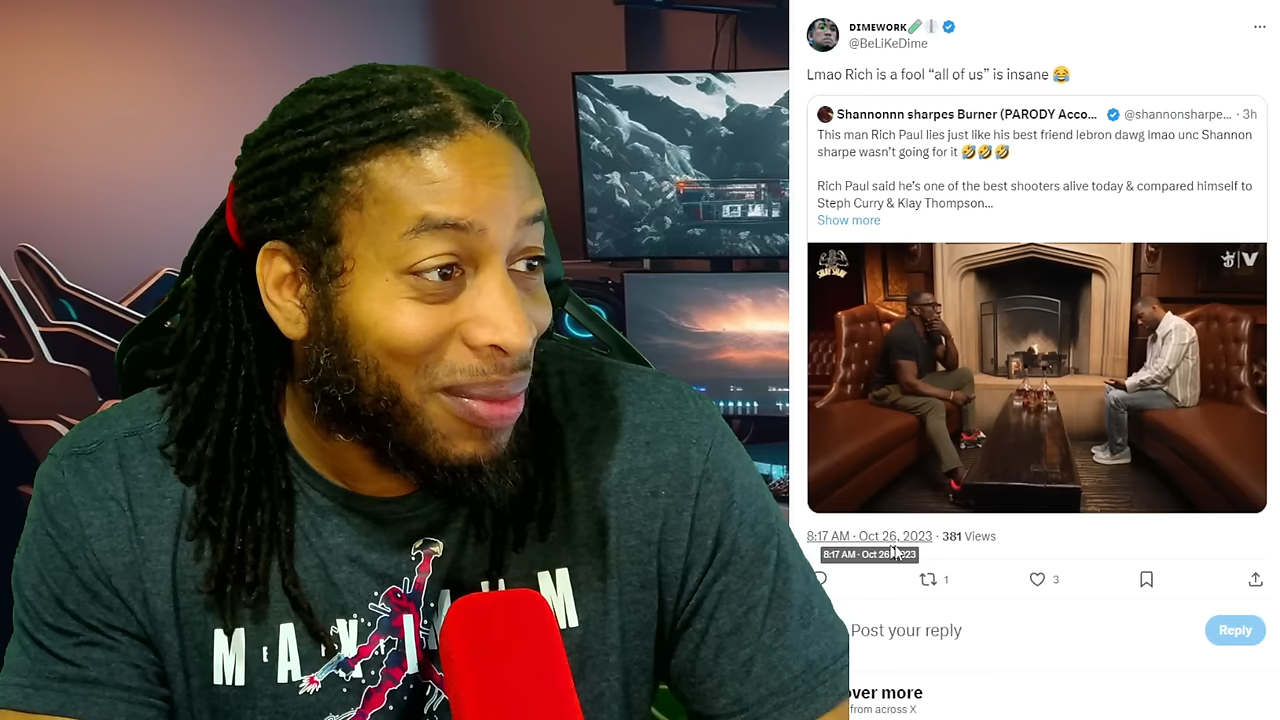 DIMEWORK
@BeLiKeDime
Lmao Rich is a fool “all of us” is insane 😂
Shannonnn sharpes Burner (PARODY Acco... @shannonsharpe... · 3h
This man Rich Paul lies just like his best friend lebron dawg lmao unc Shannon
sharpe wasn't going for it 🤣🤣🤣
Rich Paul said he's one of the best shooters alive today & compared himself to
Steph Curry & Klay Thompson...
Show more
SHAY SHAY
8:17 AM · Oct 26, 2023 · 381 Views
8:17 AM · Oct 26, 2023
1
3
Post your reply
Reply
over more
from across X